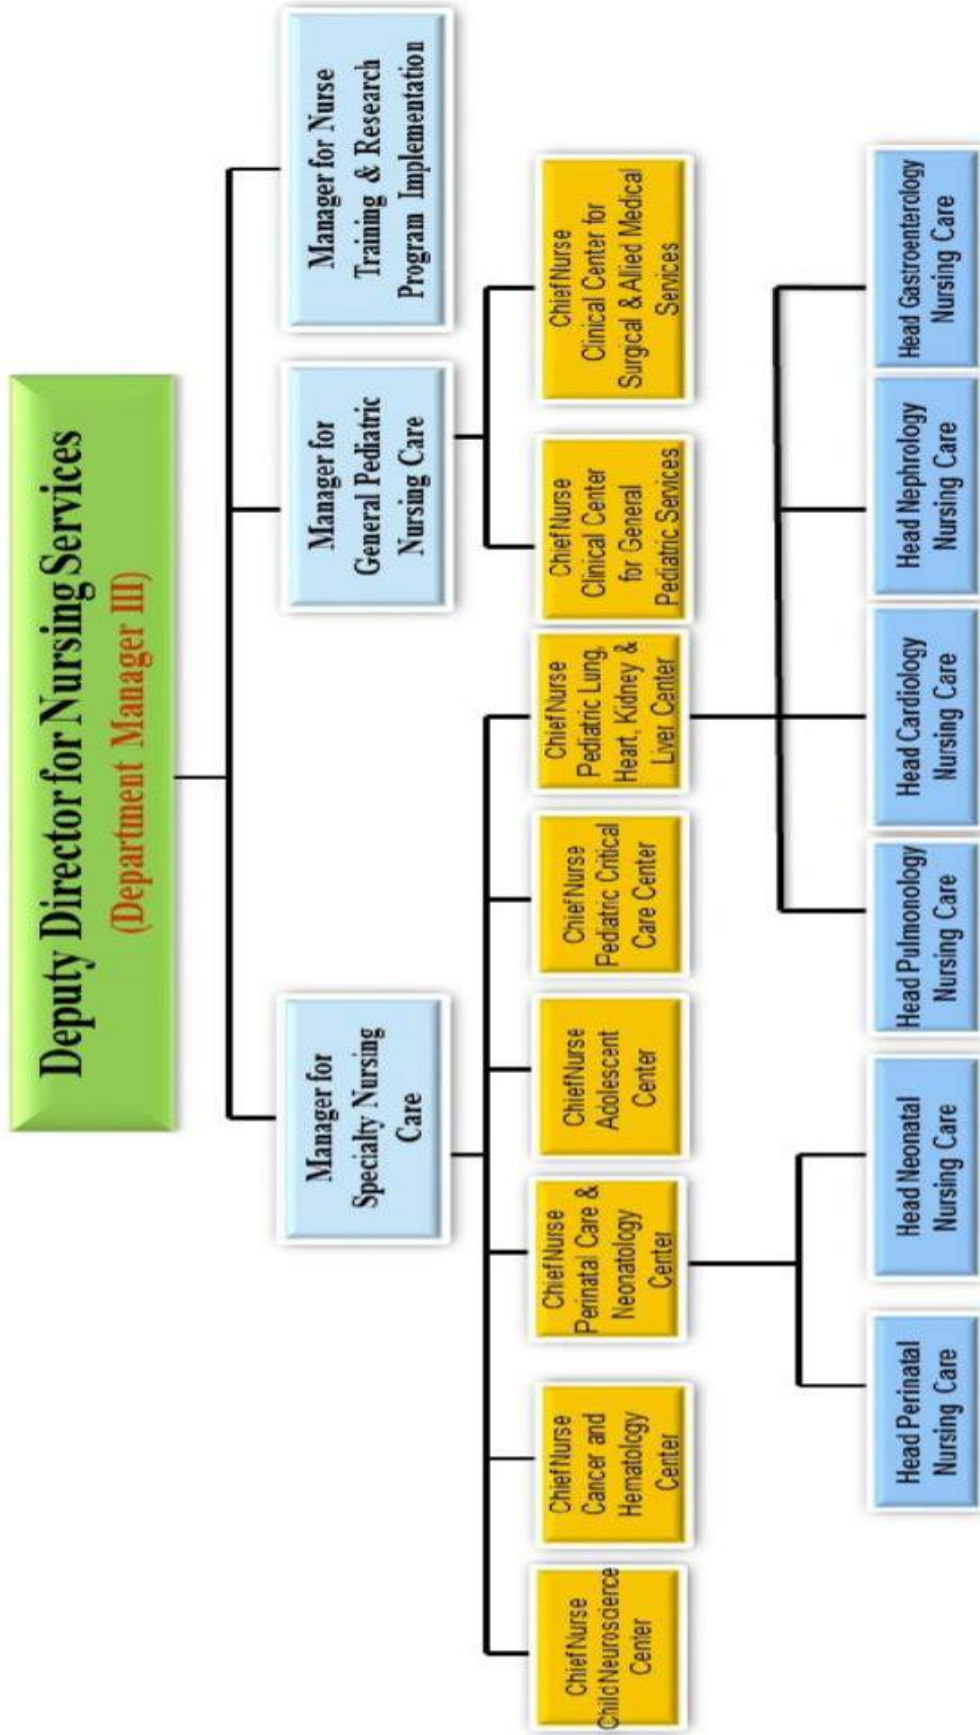 Deputy Director for Nursing Services
(Department Manager III)
Manager for
Specialty Nursing
Care
Manager for
General Pediatric
Nursing Care
Manager for Nurse
Training & Research
Program Implementation
Chief Nurse
Child Neuroscience
Center
Chief Nurse
Cancer and
Hematology
Center
Chief Nurse
Perinatal Care &
Neonatology
Center
Chief Nurse
Adolescent
Center
Chief Nurse
Pediatric Critical
Care Center
Chief Nurse
Pediatric Lung,
Heart, Kidney &
Liver Center
Chief Nurse
Clinical Center
for General
Pediatric Services
Chief Nurse
Clinical Center for
Surgical & Allied Medical
Services
Head Perinatal
Nursing Care
Head Neonatal
Nursing Care
Head Pulmonology
Nursing Care
Head Cardiology
Nursing Care
Head Nephrology
Nursing Care
Head Gastroenterology
Nursing Care